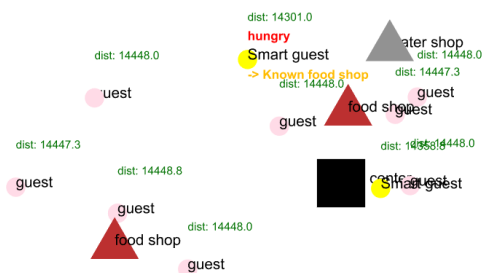 dist: 14301.0
hungry
Smart guest
-> Known food shop
ater shop
dist: 14448.0
dist: 14448.0
guest
dist: 14447.3
guest
guest
dist: 14448.0
food shop
guest
dist: 14447.3
guest
dist: 14448.0
center
Smart guest
guest
dist: 14448.8
guest
food shop
dist: 14448.0
guest